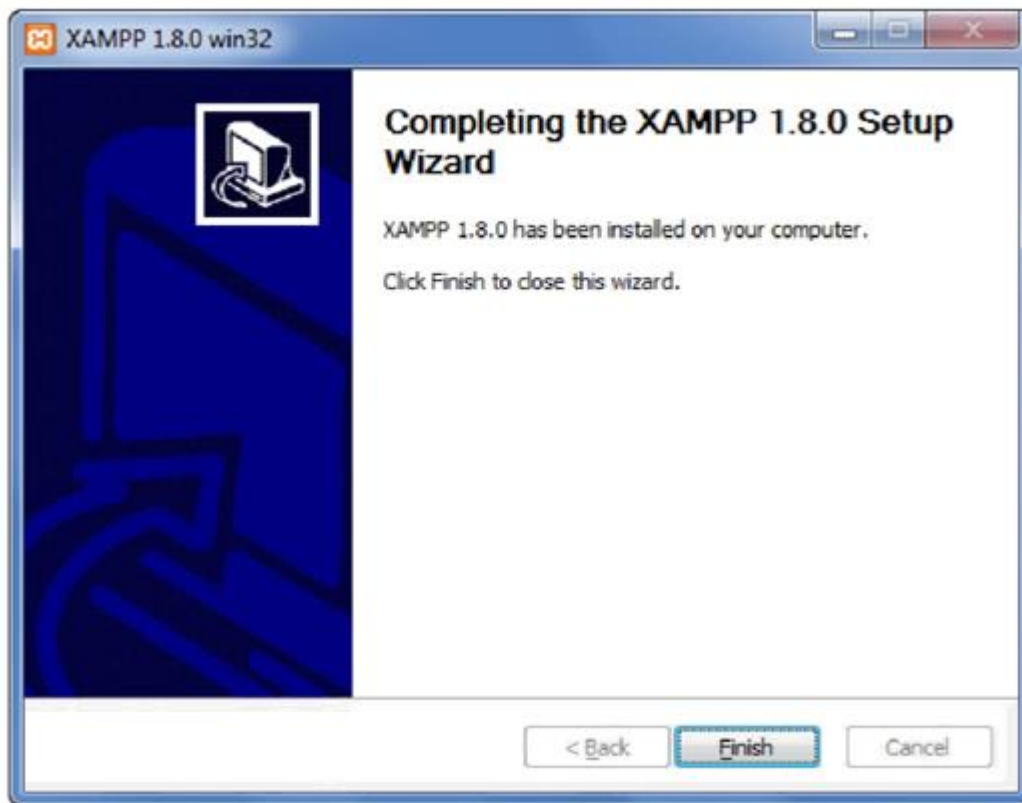 XAMPP 1.8.0 win32
Completing the XAMPP 1.8.0 Setup
Wizard
XAMPP 1.8.0 has been installed on your computer.
Click Finish to close this wizard.
< Back
Finish
Cancel